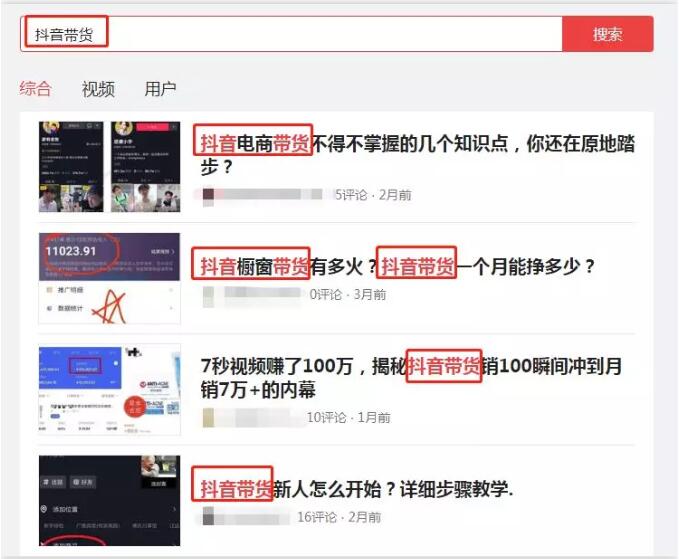 抖音带货
搜索
综合
视频
用户
抖音电商带货不得不掌握的几个知识点，你还在原地踏
步？
5评论 · 2月前
11023.91
推广明细
数据统计
抖音橱窗带货有多火？抖音带货一个月能挣多少？
0评论 · 3月前
7秒视频赚了100万，揭秘抖音带货销100瞬间冲到月
销7万+的内幕
10评论 · 1月前
添加位置
抖音带货新人怎么开始？详细步骤教学.
16评论 · 2月前